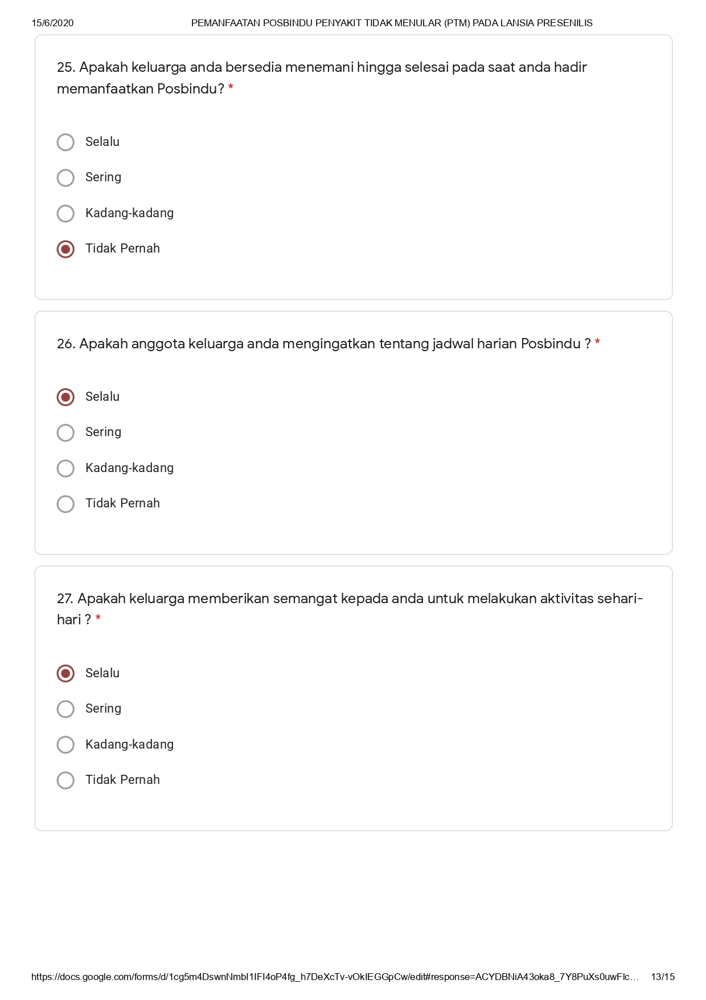 15/6/2020 PEMANFAATAN POSBINDU PENYAKIT TIDAK MENULAR (PTM) PADA LANSIA PRESENILIS
25. Apakah keluarga anda bersedia menemani hingga selesai pada saat anda hadir
memanfaatkan Posbindu? *
Selalu
Sering
Kadang-kadang
Tidak Pernah
26. Apakah anggota keluarga anda mengingatkan tentang jadwal harian Posbindu ? *
Selalu
Sering
Kadang-kadang
Tidak Pernah
27. Apakah keluarga memberikan semangat kepada anda untuk melakukan aktivitas sehari-
hari ? *
Selalu
Sering
Kadang-kadang
Tidak Pernah
https://docs.google.com/forms/d/1cg5m4DswnNmbI1IFI4oP4fg_h7DeXcTv-vOkIEGGpCw/edit#response=ACYDBNiA43oka8_7Y8PuXs0uwFIc… 13/15